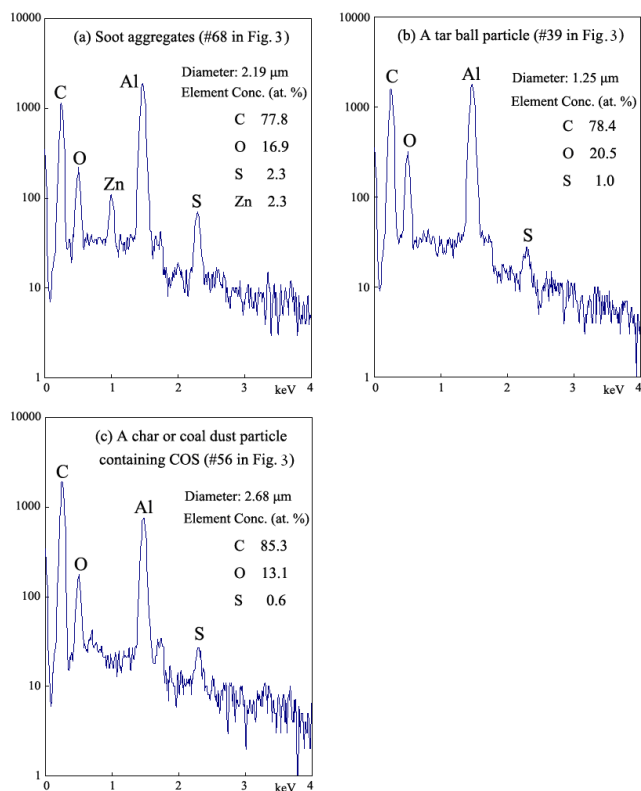 (a) Soot aggregates (#68 in Fig. 3)
Diameter: 2.19 μm
Element Conc. (at. %)
C 77.8
O 16.9
S 2.3
Zn 2.3
C
O
Zn
Al
S
10000
1000
100
10
1
0 1 2 3 4
keV
(b) A tar ball particle (#39 in Fig. 3)
Diameter: 1.25 μm
Element Conc. (at. %)
C 78.4
O 20.5
S 1.0
C
O
Al
S
10000
1000
100
10
1
0 1 2 3 4
keV
(c) A char or coal dust particle
containing COS (#56 in Fig. 3)
Diameter: 2.68 μm
Element Conc. (at. %)
C 85.3
O 13.1
S 0.6
C
O
Al
S
10000
1000
100
10
1
0 1 2 3 4
keV